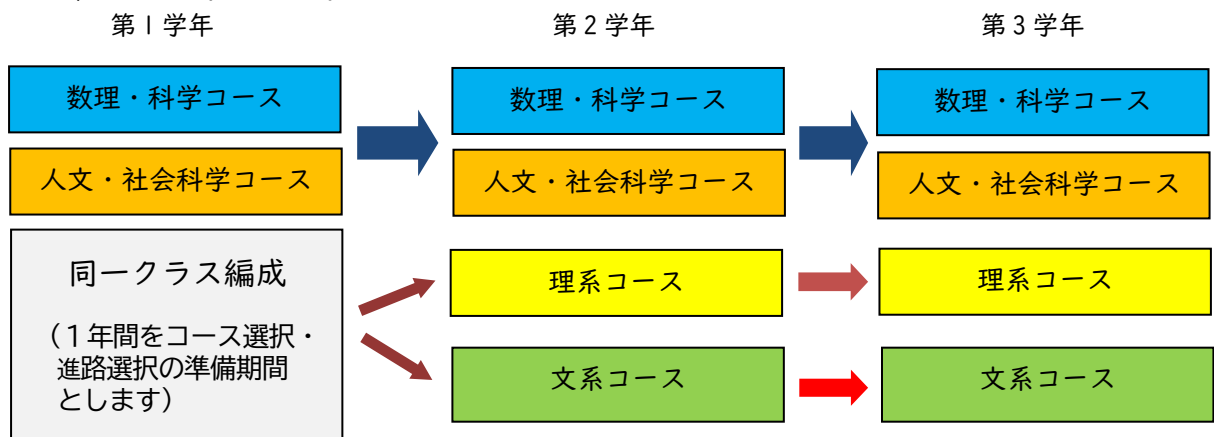 第１学年
第２学年
第３学年
数理・科学コース
数理・科学コース
数理・科学コース
人文・社会科学コース
人文・社会科学コース
人文・社会科学コース
同一クラス編成
（１年間をコース選択・
進路選択の準備期間
とします）
理系コース
理系コース
文系コース
文系コース